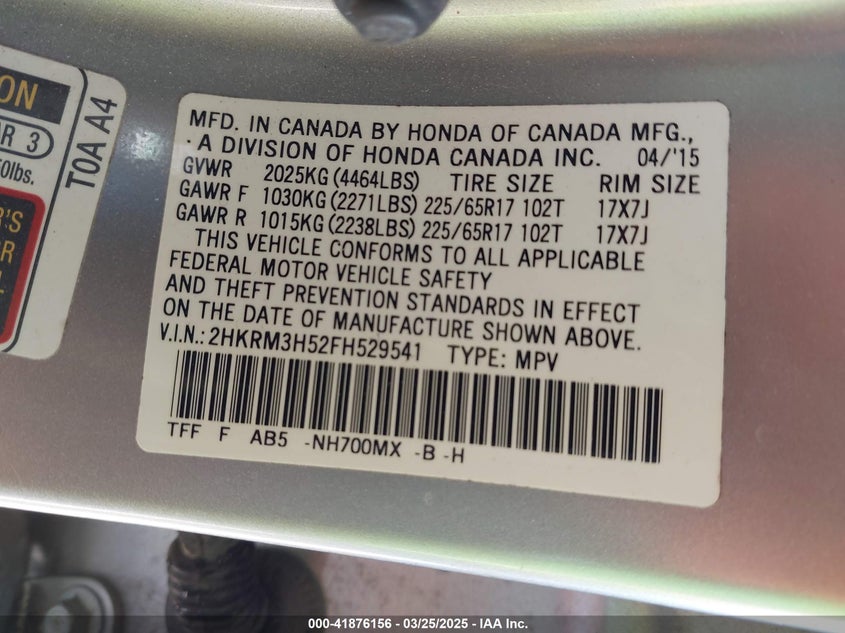 ON
R 3
50lbs.
R'S
OR
L
TOA A4
MFD. IN CANADA BY HONDA OF CANADA MFG.,
A DIVISION OF HONDA CANADA INC. 04/'15
GVWR 2025KG (4464LBS) TIRE SIZE RIM SIZE
GAWR F 1030KG (2271LBS) 225/65R17 102T 17X7J
GAWR R 1015KG (2238LBS) 225/65R17 102T 17X7J
THIS VEHICLE CONFORMS TO ALL APPLICABLE
FEDERAL MOTOR VEHICLE SAFETY
AND THEFT PREVENTION STANDARDS IN EFFECT
ON THE DATE OF MANUFACTURE SHOWN ABOVE.
V.I.N.: 2HKRM3H52FH529541 TYPE: MPV
TFF F AB5 -NH700MX -B -H
000-41876156 - 03/25/2025 - IAA Inc.